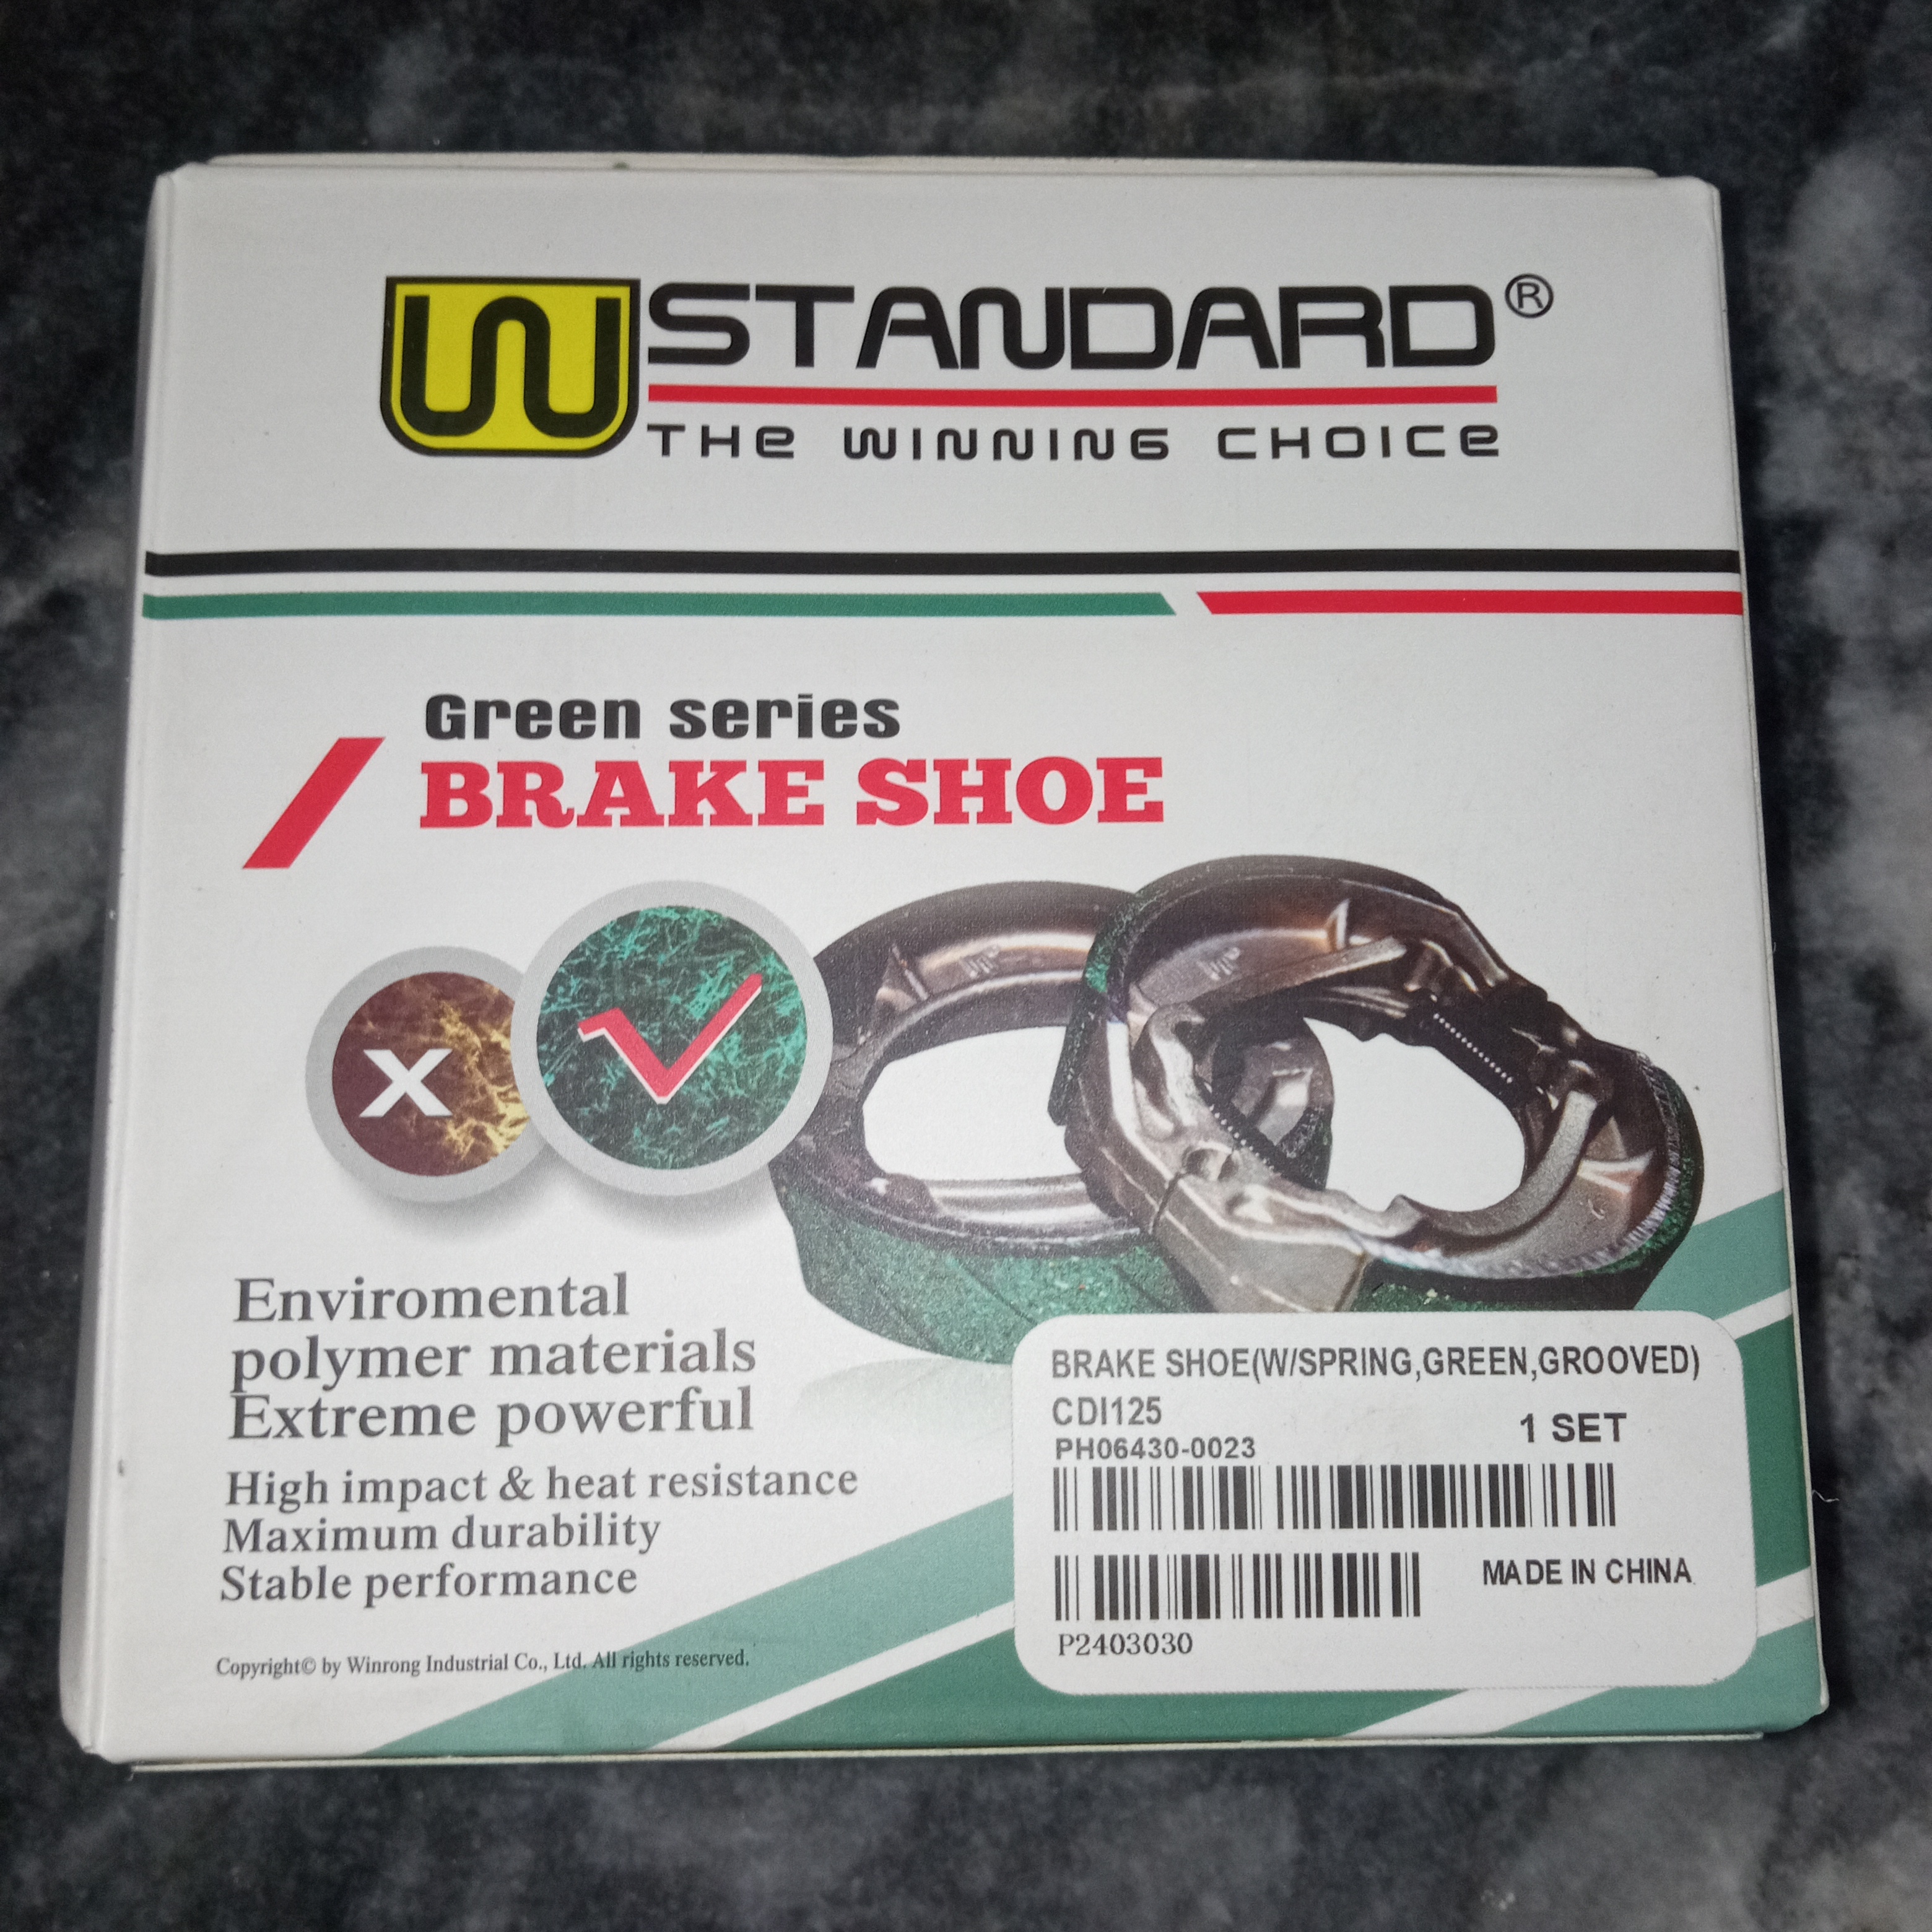 W STANDARD®
THE WINNING CHOICE
Green series
BRAKE SHOE
X
Enviromental
polymer materials
Extreme powerful
High impact & heat resistance
Maximum durability
Stable performance
Copyright© by Winrong Industrial Co., Ltd. All rights reserved.
BRAKE SHOE(W/SPRING,GREEN,GROOVED)
CDI125
1 SET
PH06430-0023
MADE IN CHINA
P2403030